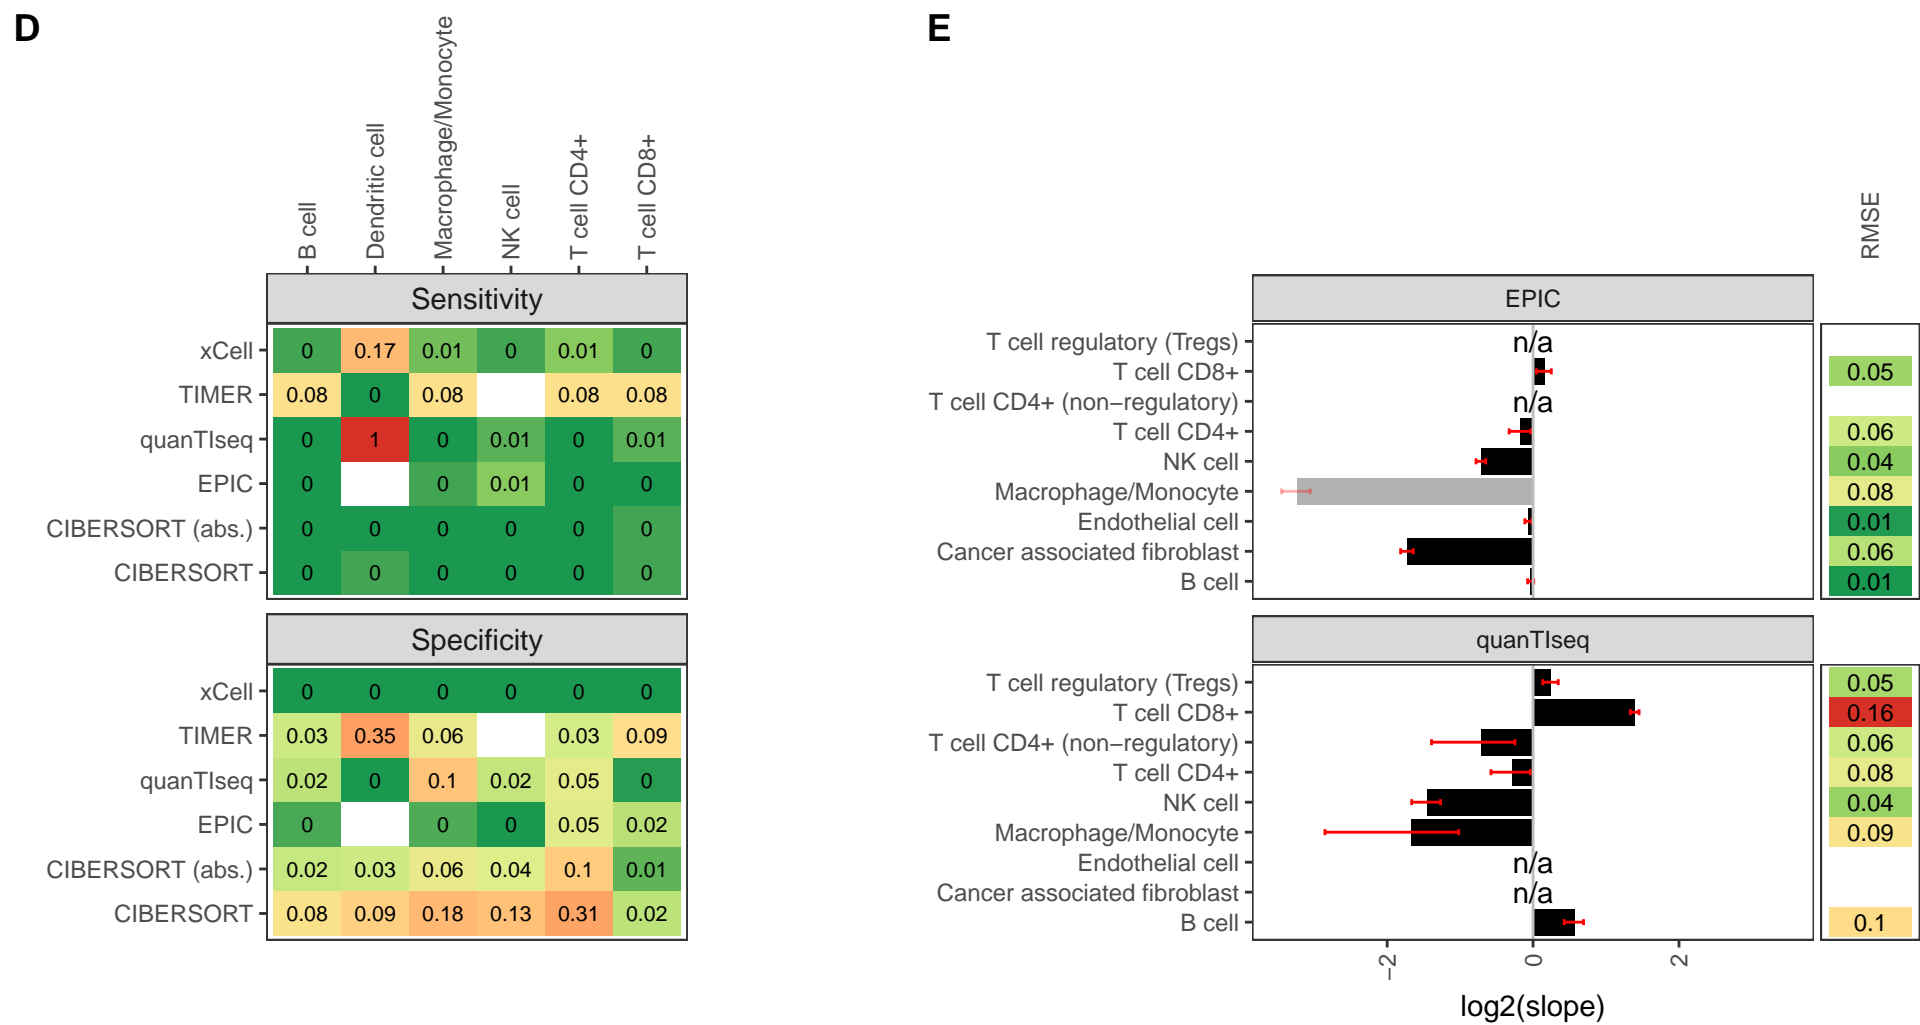 D
B cell
Dendritic cell
Macrophage/Monocyte
NK cell
T cell CD4+
T cell CD8+
Sensitivity
xCell 0 0.17 0.01 0 0.01 0
TIMER 0.08 0 0.08 0.08 0.08
quanTIseq 0 1 0 0.01 0 0.01
EPIC 0 0 0.01 0 0
CIBERSORT (abs.) 0 0 0 0 0 0
CIBERSORT 0 0 0 0 0 0
Specificity
xCell 0 0 0 0 0 0
TIMER 0.03 0.35 0.06 0.03 0.09
quanTIseq 0.02 0 0.1 0.02 0.05 0
EPIC 0 0 0 0.05 0.02
CIBERSORT (abs.) 0.02 0.03 0.06 0.04 0.1 0.01
CIBERSORT 0.08 0.09 0.18 0.13 0.31 0.02
E
RMSE
EPIC
T cell regulatory (Tregs) n/a
T cell CD8+ 0.05
T cell CD4+ (non−regulatory) n/a
T cell CD4+ 0.06
NK cell 0.04
Macrophage/Monocyte 0.08
Endothelial cell 0.01
Cancer associated fibroblast 0.06
B cell 0.01
quanTIseq
T cell regulatory (Tregs) 0.05
T cell CD8+ 0.16
T cell CD4+ (non−regulatory) 0.06
T cell CD4+ 0.08
NK cell 0.04
Macrophage/Monocyte 0.09
Endothelial cell n/a
Cancer associated fibroblast n/a
B cell 0.1
−2 0 2
log2(slope)